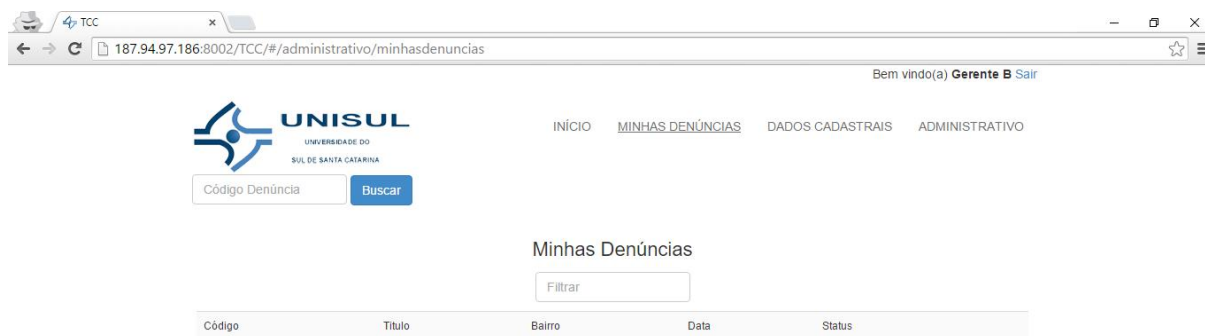 TCC
187.94.97.186:8002/TCC/#/administrativo/minhasdenuncias
Bem vindo(a) Gerente B Sair
UNISUL
UNIVERSIDADE DO
SUL DE SANTA CATARINA
INÍCIO MINHAS DENÚNCIAS DADOS CADASTRAIS ADMINISTRATIVO
Código Denúncia Buscar
Minhas Denúncias
Filtrar
Código Título Bairro Data Status